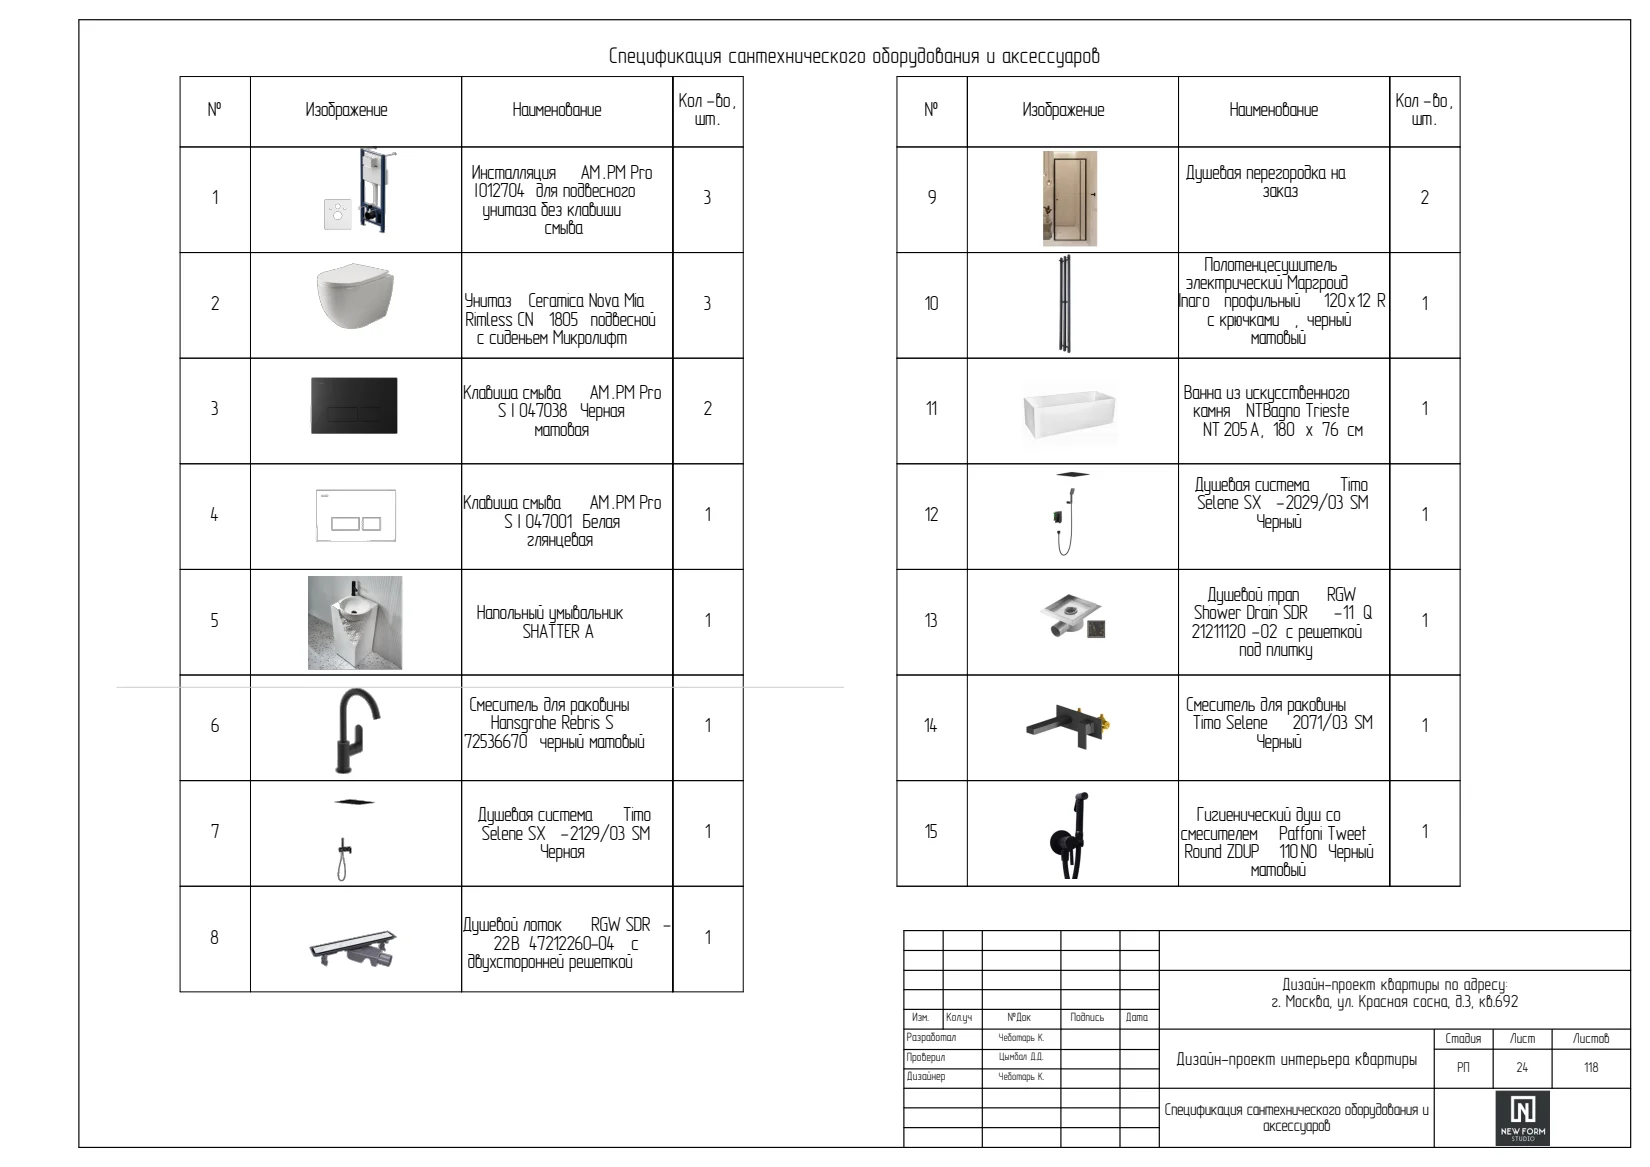 Спецификация сантехнического оборудования и аксессуаров
№ Изображение Наименование Кол-во, шт.
1
Инсталляция AM.PM Pro
I012704 для подвесного
унитаза без клавиши
смыва
3
2
Унитаз Ceramica Nova Mia
Rimless CN 1805 подвесной
с сиденьем Микролифт
3
3
Клавиша смыва AM.PM Pro
S I047038 Черная
матовая
2
4
Клавиша смыва AM.PM Pro
S I047001 Белая
глянцевая
1
5
Напольный умывальник
SHATTER A
1
6
Смеситель для раковины
Hansgrohe Rebris S
72536670 черный матовый
1
7
Душевая система Timo
Selene SX -2129/03 SM
Черная
1
8
Душевой лоток RGW SDR -
22B 47212260-04 с
двухсторонней решеткой
1
№ Изображение Наименование Кол-во, шт.
9
Душевая перегородка на
заказ
2
10
Полотенцесушитель
электрический Маргроид
Inaro профильный 120x12 R
с крючками , черный
матовый
1
11
Ванна из искусственного
камня NTBagno Trieste
NT 205A, 180 x 76 см
1
12
Душевая система Timo
Selene SX -2029/03 SM
Черный
1
13
Душевой трап RGW
Shower Drain SDR -11 Q
21211120 -02 с решеткой
под плитку
1
14
Смеситель для раковины
Timo Selene 2071/03 SM
Черный
1
15
Гигиенический душ со
смесителем Paffoni Tweet
Round ZDUP 110NO Черный
матовый
1
Дизайн-проект квартиры по адресу:
г. Москва, ул. Красная сосна, д.3, кв.692
Изм. Кол.уч №Док Подпись Дата
Разработал Чеботарь К.
Проверил Цымбал Д.Д.
Дизайнер Чеботарь К.
Дизайн-проект интерьера квартиры
Стадия Лист Листов
РП 24 118
Спецификация сантехнического оборудования и
аксессуаров
N
NEW FORM
STUDIO